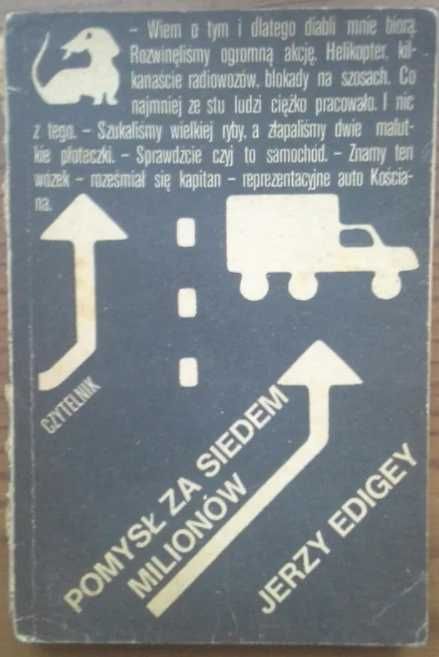 – Wiem o tym i dlatego diabli mnie biorą.
Rozwinęliśmy ogromną akcję. Helikopter, kil-
kanaście radiowozów, blokady na szosach. Co
najmniej ze stu ludzi ciężko pracowało. I nic
z tego. – Szukaliśmy wielkiej ryby, a złapaliśmy dwie malut-
kie płoteczki. – Sprawdźcie czyj to samochód. – Znamy ten
wózek – roześmiał się kapitan – reprezentacyjne auto Kościa-
na.
CZYTELNIK
POMYSŁ ZA SIEDEM
MILIONÓW
JERZY EDIGEY